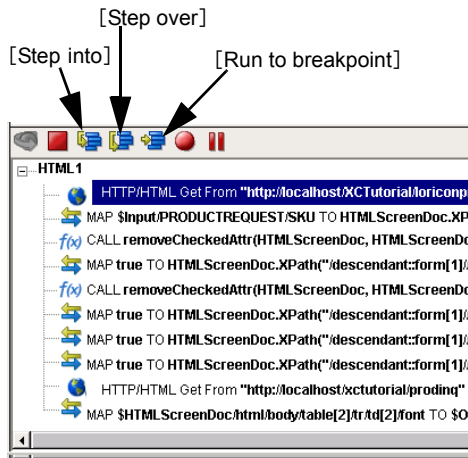 [Step over]
[Step into]
[Run to breakpoint]
HTML1
HTTP/HTML Get From "http://localhost/XCTutorial/loriconp
MAP $Input/PRODUCTREQUEST/SKU TO HTMLScreenDoc.XP
f(x) CALL removeCheckedAttr(HTMLScreenDoc, HTMLScreenDo
MAP true TO HTMLScreenDoc.XPath("/descendant::form[1]/
f(x) CALL removeCheckedAttr(HTMLScreenDoc, HTMLScreenDo
MAP true TO HTMLScreenDoc.XPath("/descendant::form[1]/
MAP true TO HTMLScreenDoc.XPath("/descendant::form[1]/
MAP true TO HTMLScreenDoc.XPath("/descendant::form[1]/
HTTP/HTML Get From "http://localhost/xctutorial/prodinq"
MAP $HTMLScreenDoc/html/body/table[2]/tr/td[2]/font TO $O